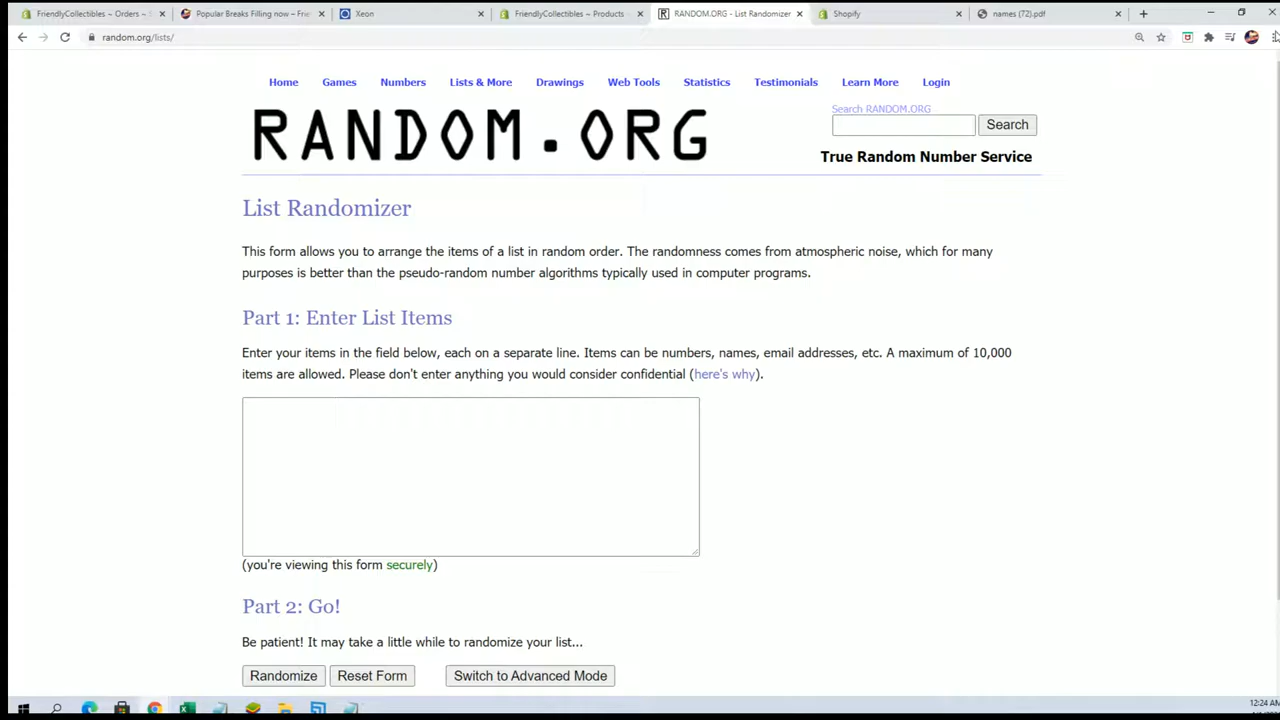 FriendlyCollectibles ~ Orders ~ S
Popular Breaks Filling now – Frie
Xeon
FriendlyCollectibles ~ Products
RANDOM.ORG - List Randomizer
Shopify
names (72).pdf
random.org/lists/
Home
Games
Numbers
Lists & More
Drawings
Web Tools
Statistics
Testimonials
Learn More
Login
RANDOM.ORG
Search RANDOM.ORG
Search
True Random Number Service
List Randomizer
This form allows you to arrange the items of a list in random order. The randomness comes from atmospheric noise, which for many
purposes is better than the pseudo-random number algorithms typically used in computer programs.
Part 1: Enter List Items
Enter your items in the field below, each on a separate line. Items can be numbers, names, email addresses, etc. A maximum of 10,000
items are allowed. Please don't enter anything you would consider confidential (here's why).
(you're viewing this form securely)
Part 2: Go!
Be patient! It may take a little while to randomize your list...
Randomize
Reset Form
Switch to Advanced Mode
12:24 AM